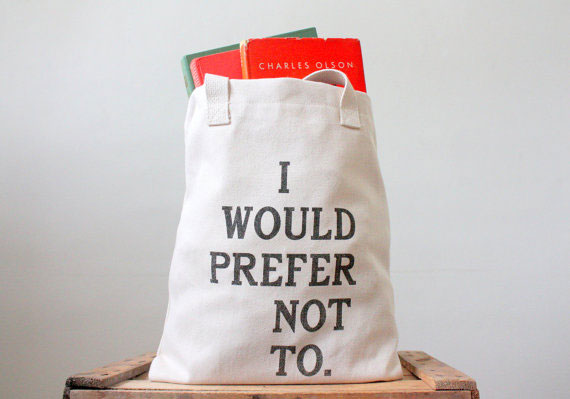 CHARLES OLSON
I
WOULD
PREFER
NOT
TO.